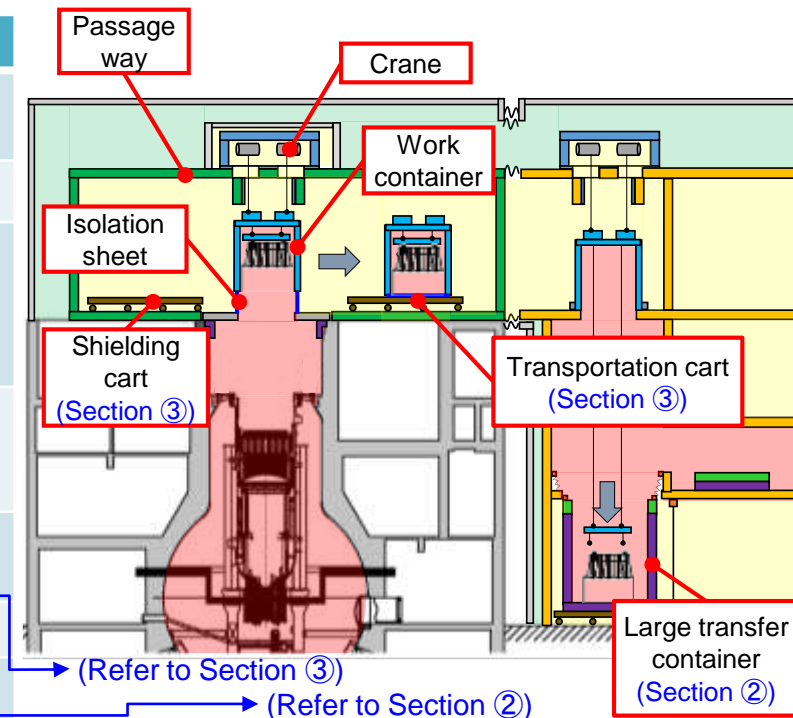 Passage
way
Crane
Work
container
Isolation
sheet
Shielding
cart
(Section ③)
Transportation cart
(Section ③)
Large transfer
container
(Section ②)
(Refer to Section ③)
(Refer to Section ②)